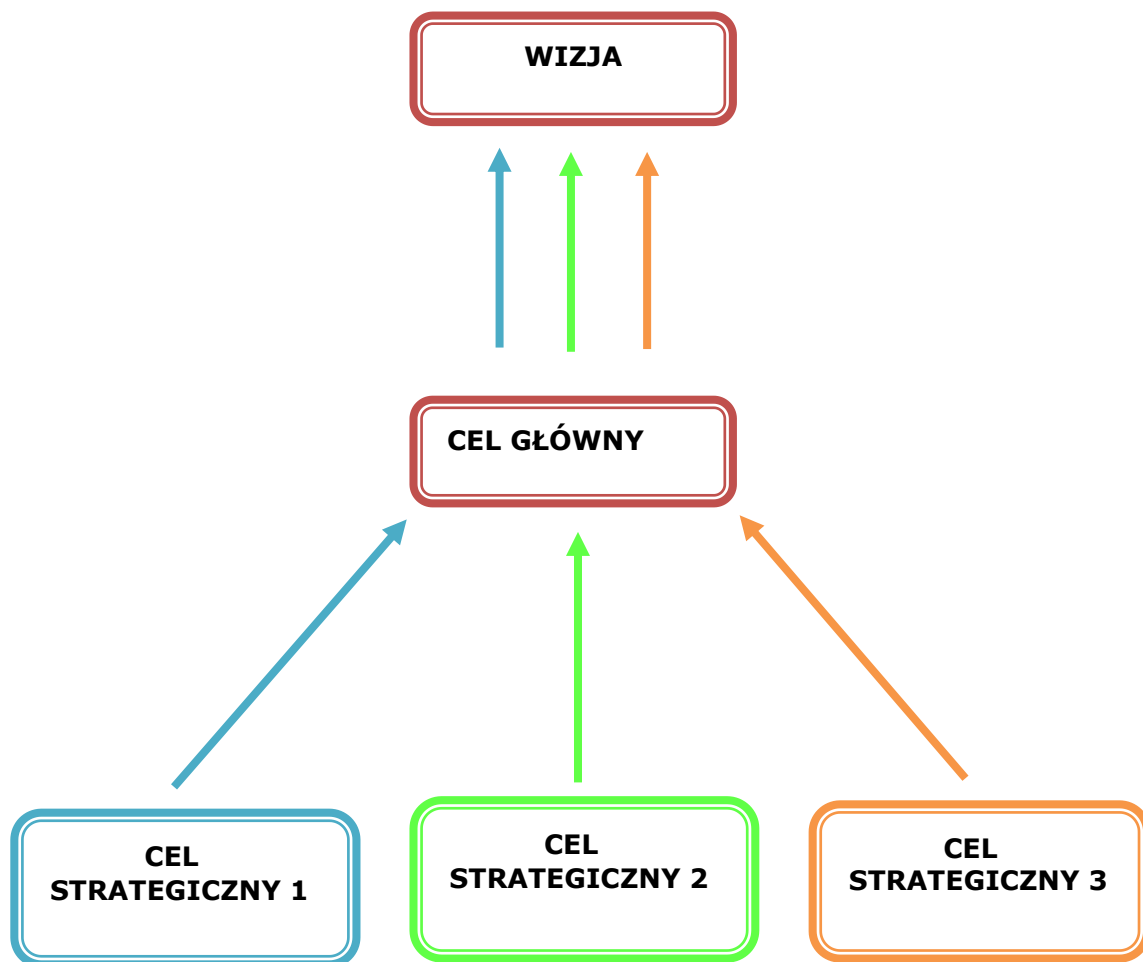 WIZJA
CEL GŁÓWNY
CEL
STRATEGICZNY 1
CEL
STRATEGICZNY 2
CEL
STRATEGICZNY 3